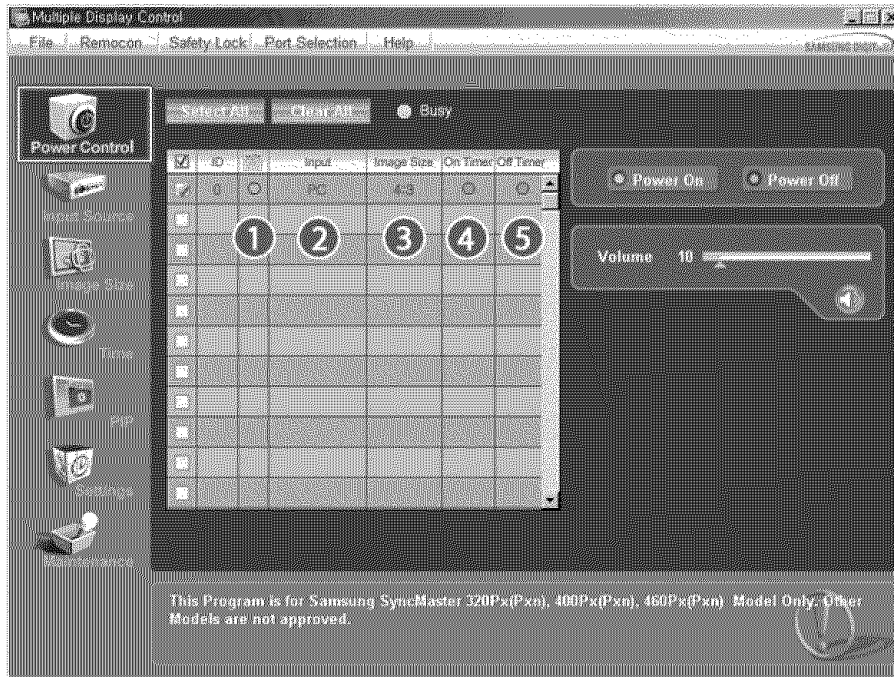 Multiple Display Control
File Remocon Safety Lock Port Selection Help
SAMSUNG DIGITall
Select All Clear All Busy
Power Control
ID Input Image Size On Timer Off Timer
0 PC 4:3
1 2 3 4 5
Power On Power Off
Input Source
Volume 10
Image Size
Time
PIP
Settings
Maintenance
This Program is for Samsung SyncMaster 320Px(Pxn), 400Px(Pxn), 460Px(Pxn) Model Only. Other
Models are not approved.